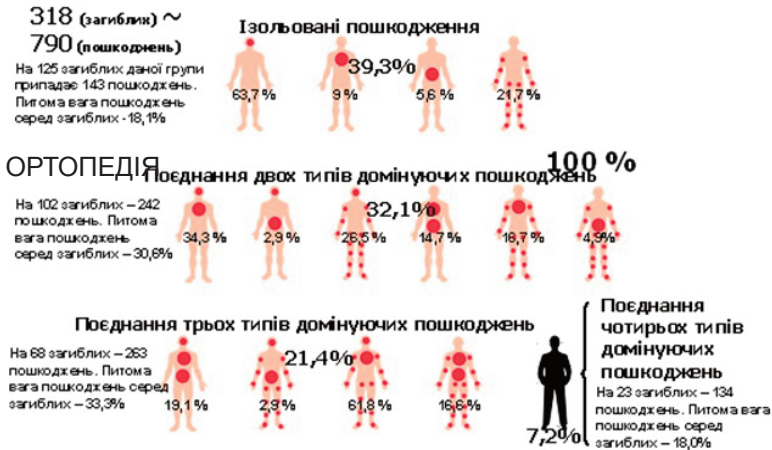 318 (загиблих) ~
790 (пошкоджень)
На 125 загиблих даної групи
припадає 143 пошкоджень.
Питома вага пошкоджень
серед загиблих -18,1%
Ізольовані пошкодження
39,3%
63,7 % 9 % 5,6 % 21,7 %
ОРТОПЕДІЯ
Поєднання двох типів домінуючих пошкоджень
100 %
На 102 загиблих – 242
пошкоджень. Питома
вага пошкоджень
серед загиблих – 30,6%
32,1%
34,3 % 2,9 % 26,5 % 14,7 % 16,7 % 4,9%
Поєднання трьох типів домінуючих пошкоджень
На 68 загиблих – 263
пошкоджень. Питома
вага пошкоджень серед
загиблих – 33,3%
21,4%
19,1 % 2,9 % 61,8 % 16,6 %
Поєднання
чотирьох типів
домінуючих
пошкоджень
На 23 загиблих – 134
пошкоджень. Питома вага
пошкоджень серед
загиблих – 18,0%
7,2%